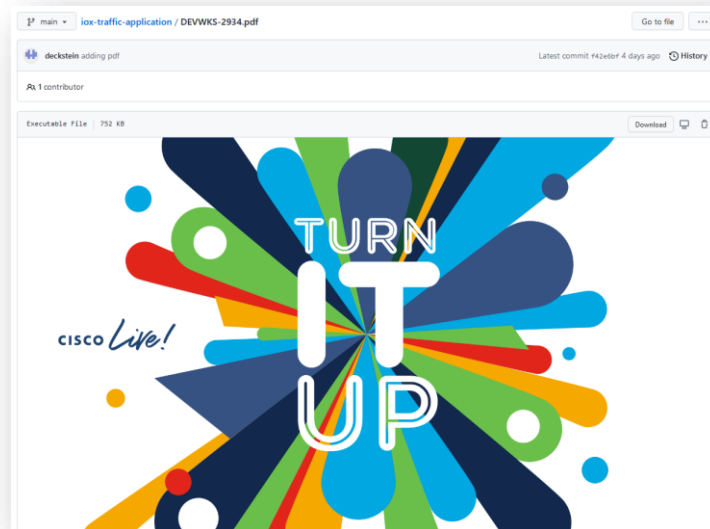 main
iox-traffic-application / DEVWKS-2934.pdf
Go to file
...
deckstein adding pdf
Latest commit f42e6bf 4 days ago
History
1 contributor
Executable File | 752 KB
Download
TURN
IT
UP
CISCO Live!